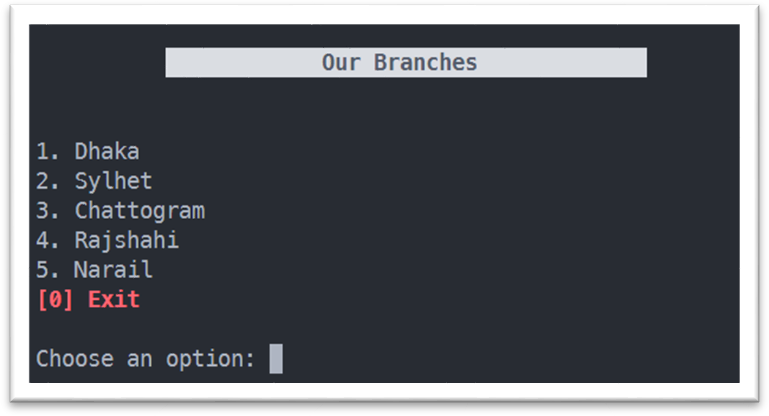 Our Branches
1. Dhaka
2. Sylhet
3. Chattogram
4. Rajshahi
5. Narail
[0] Exit
Choose an option: